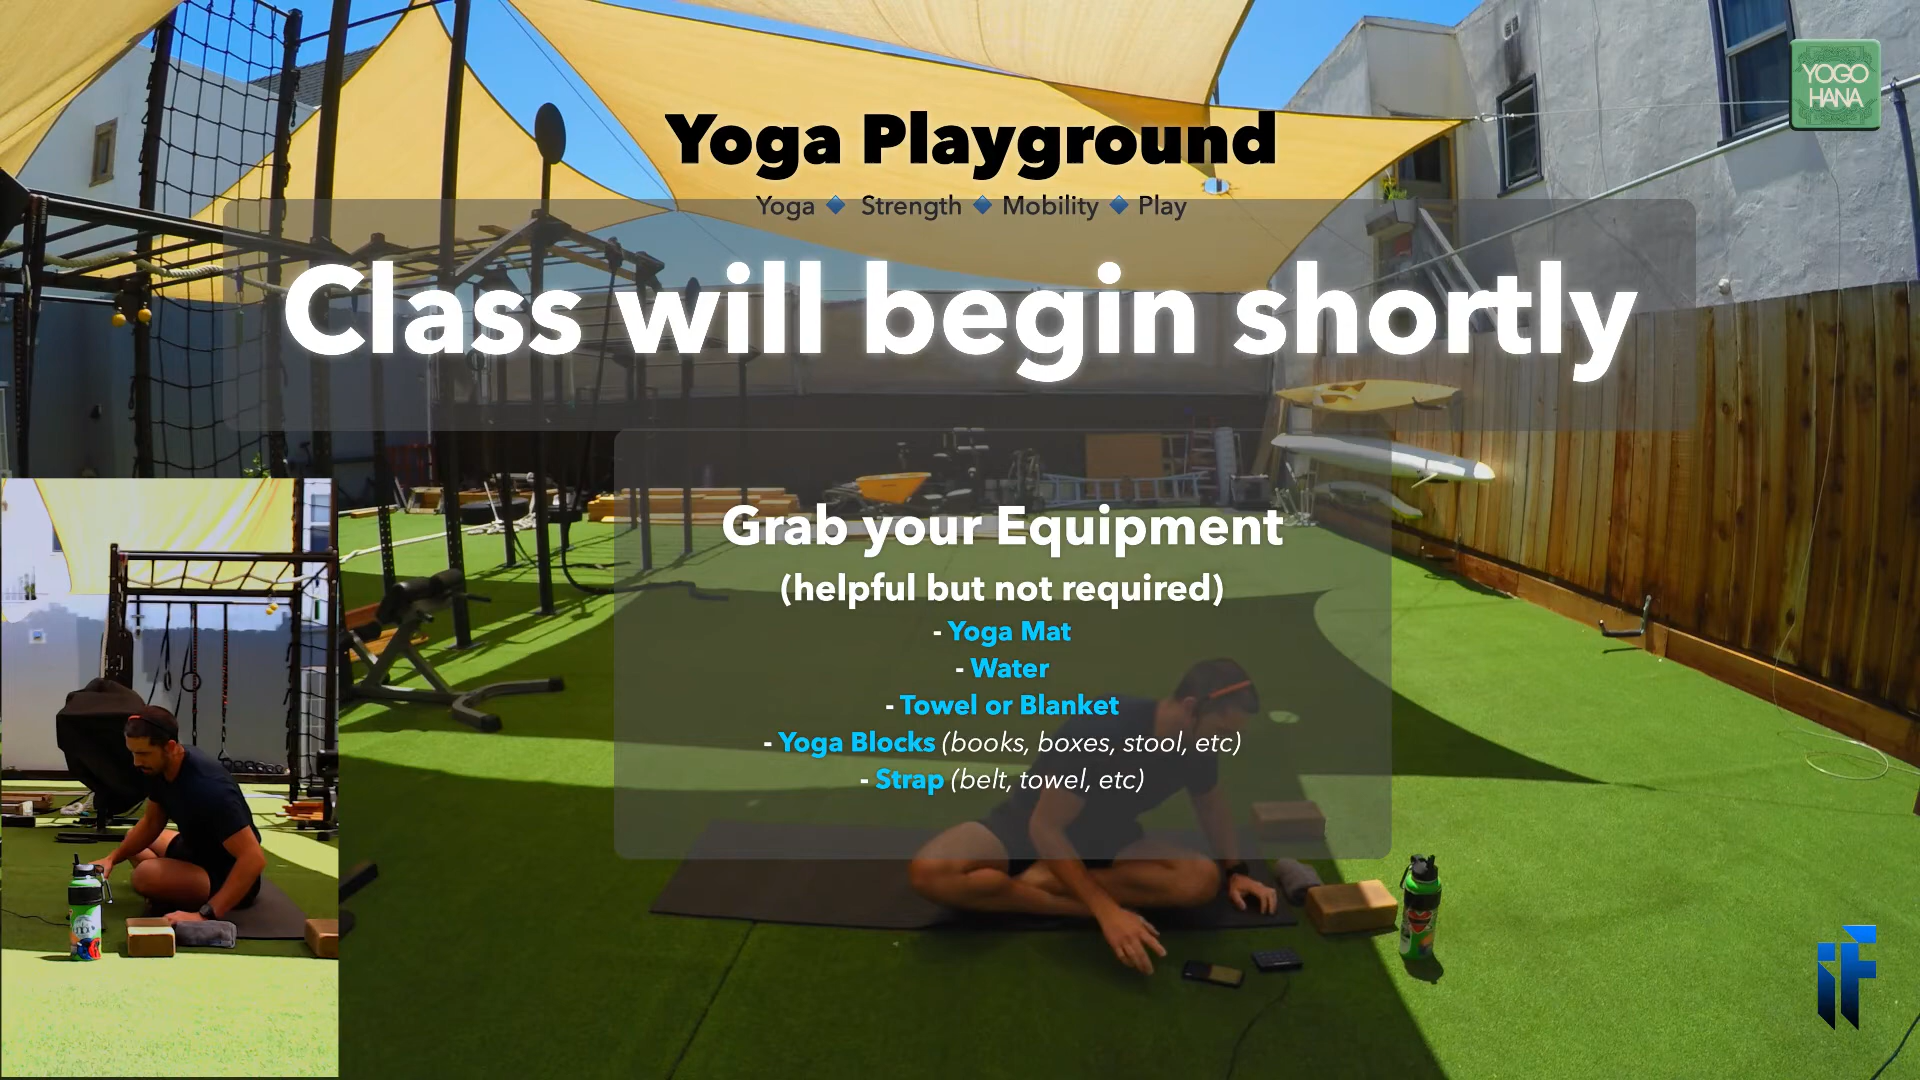 YOGO
HANA
Yoga Playground
Yoga 🔹 Strength 🔹 Mobility 🔹 Play
Class will begin shortly
Grab your Equipment
(helpful but not required)
- Yoga Mat
- Water
- Towel or Blanket
- Yoga Blocks (books, boxes, stool, etc)
- Strap (belt, towel, etc)
iF